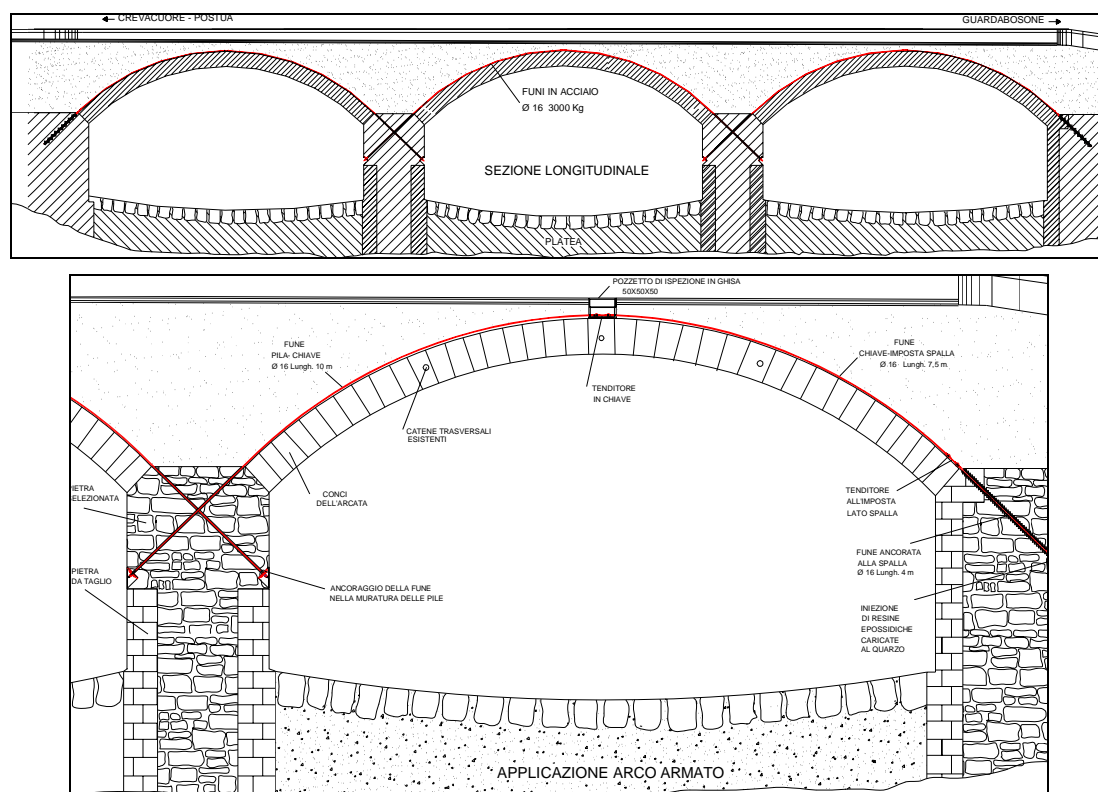 CREVACUORE - POSTUA
GUARDABOSONE
FUNI IN ACCIAIO
Ø 16 3000 Kg
SEZIONE LONGITUDINALE
PLATEA
POZZETTO DI ISPEZIONE IN GHISA
50X50X50
FUNE
PILA- CHIAVE
Ø 16 Lungh. 10 m
FUNE
CHIAVE-IMPOSTA SPALLA
Ø 16 Lungh. 7,5 m
TENDITORE
IN CHIAVE
CATENE TRASVERSALI
ESISTENTI
CONCI
DELL'ARCATA
PIETRA
SELEZIONATA
TENDITORE
ALL'IMPOSTA
LATO SPALLA
FUNE ANCORATA
ALLA SPALLA
Ø 16 Lungh. 4 m
PIETRA
DA TAGLIO
ANCORAGGIO DELLA FUNE
NELLA MURATURA DELLE PILE
INIEZIONE
DI RESINE
EPOSSIDICHE
CARICATE
AL QUARZO
APPLICAZIONE ARCO ARMATO